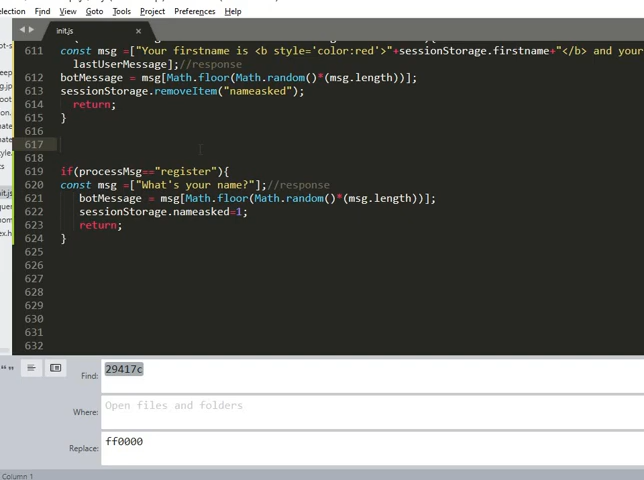 election Find View Goto Tools Project Preferences Help
init.js ×
611 const msg =["Your firstname is <b style='color:red'>"+sessionStorage.firstname+"</b> and your
lastUserMessage];//response
612 botMessage = msg[Math.floor(Math.random()*(msg.length))];
613 sessionStorage.removeItem("nameasked");
614 return;
615 }
616
617
618
619 if(processMsg=="register"){
620 const msg =["What's your name?"];//response
621 botMessage = msg[Math.floor(Math.random()*(msg.length))];
622 sessionStorage.nameasked=1;
623 return;
624 }
625
626
627
628
629
630
631
632
Find: 29417c
Where: Open files and folders
Replace: ff0000
Column 1